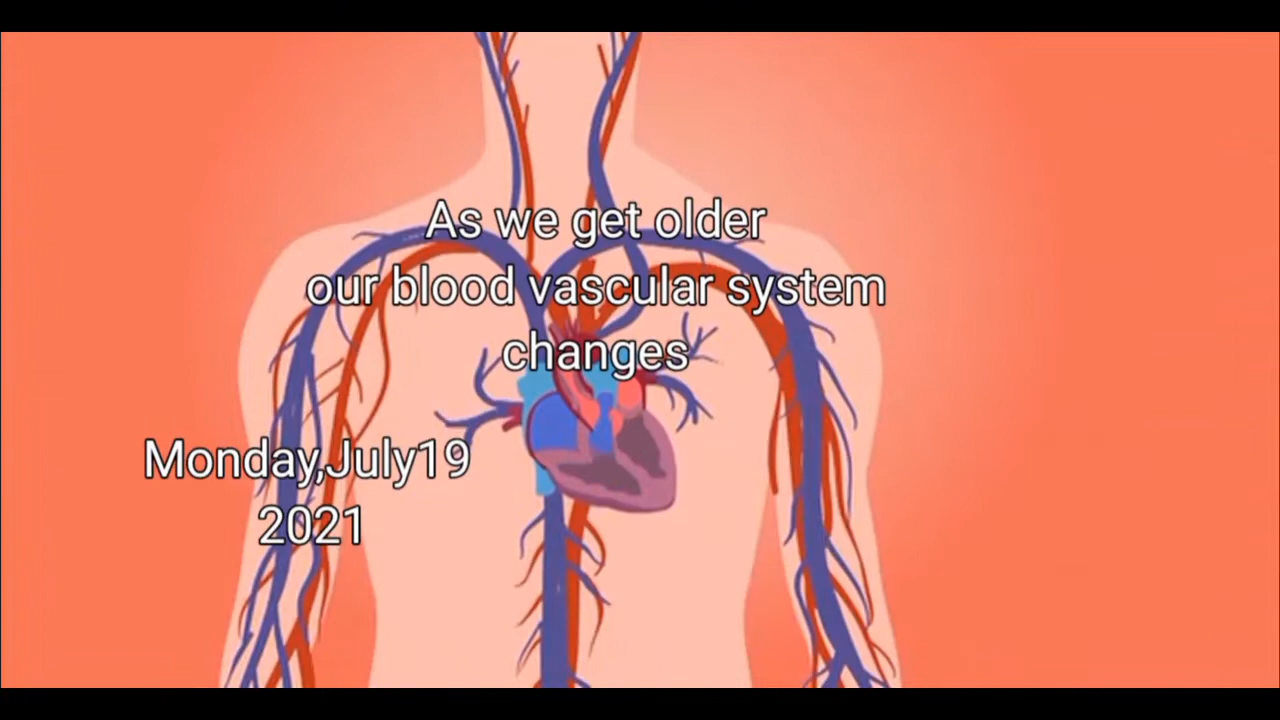 As we get older
our blood vascular system
changes
Monday,July19
2021